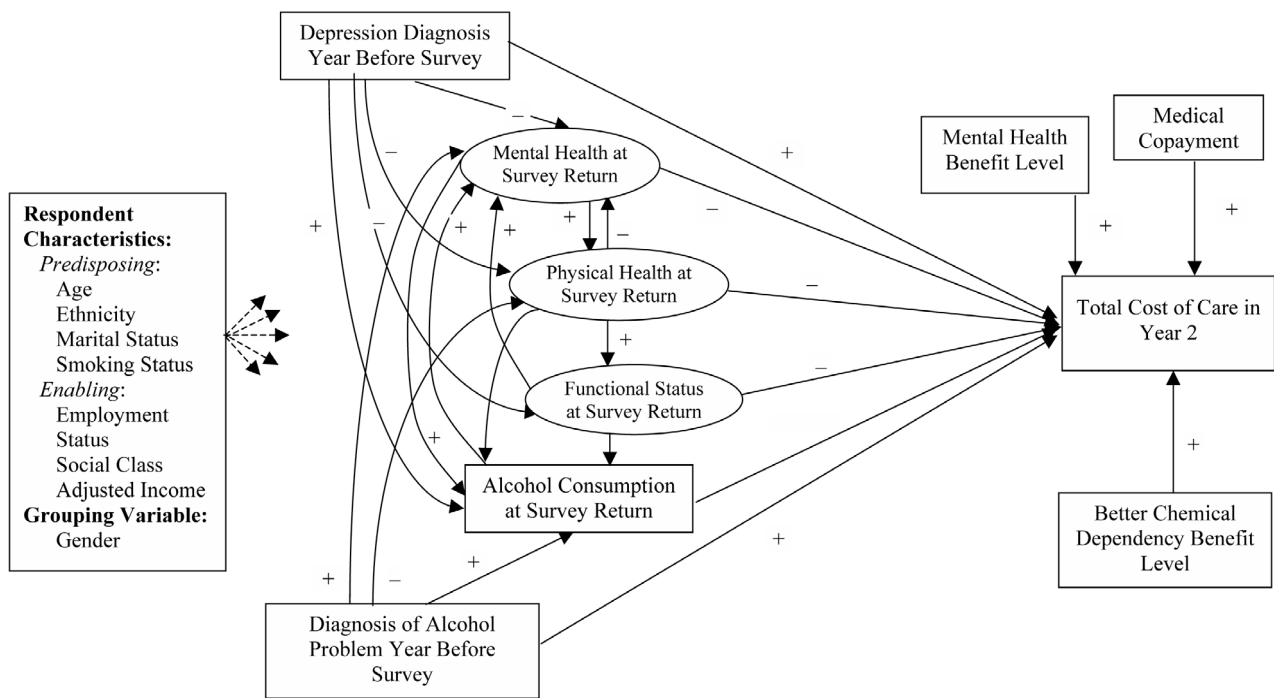 Depression Diagnosis
Year Before Survey
Medical
Copayment
Mental Health
Benefit Level
+
–
–
Mental Health at
Survey Return
+
+
Respondent
Characteristics:
Predisposing:
Age
Ethnicity
Marital Status
Smoking Status
Enabling:
Employment
Status
Social Class
Adjusted Income
Grouping Variable:
Gender
+
–
+
+
+
–
–
Physical Health at
Survey Return
–
+
Total Cost of Care in
Year 2
Functional Status
at Survey Return
–
+
Alcohol Consumption
at Survey Return
+
Better Chemical
Dependency Benefit
Level
+
–
+
+
Diagnosis of Alcohol
Problem Year Before
Survey